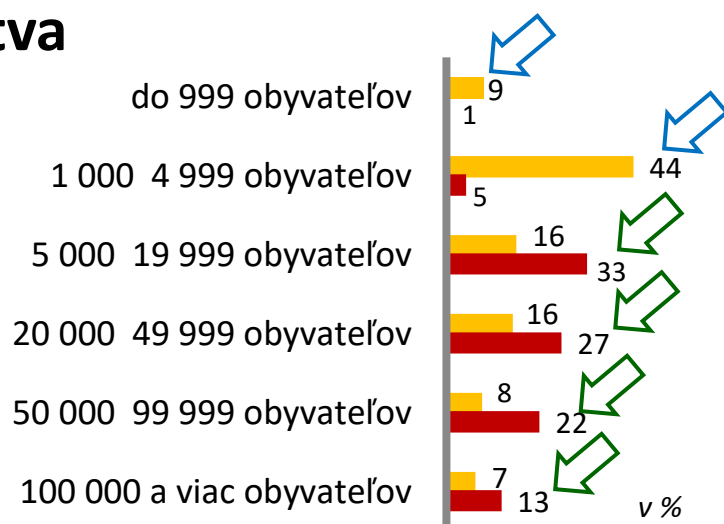 tva
do 999 obyvateľov 9
1
1 000 4 999 obyvateľov 44
5
5 000 19 999 obyvateľov 16
33
20 000 49 999 obyvateľov 16
27
50 000 99 999 obyvateľov 8
22
100 000 a viac obyvateľov 7
13
v %